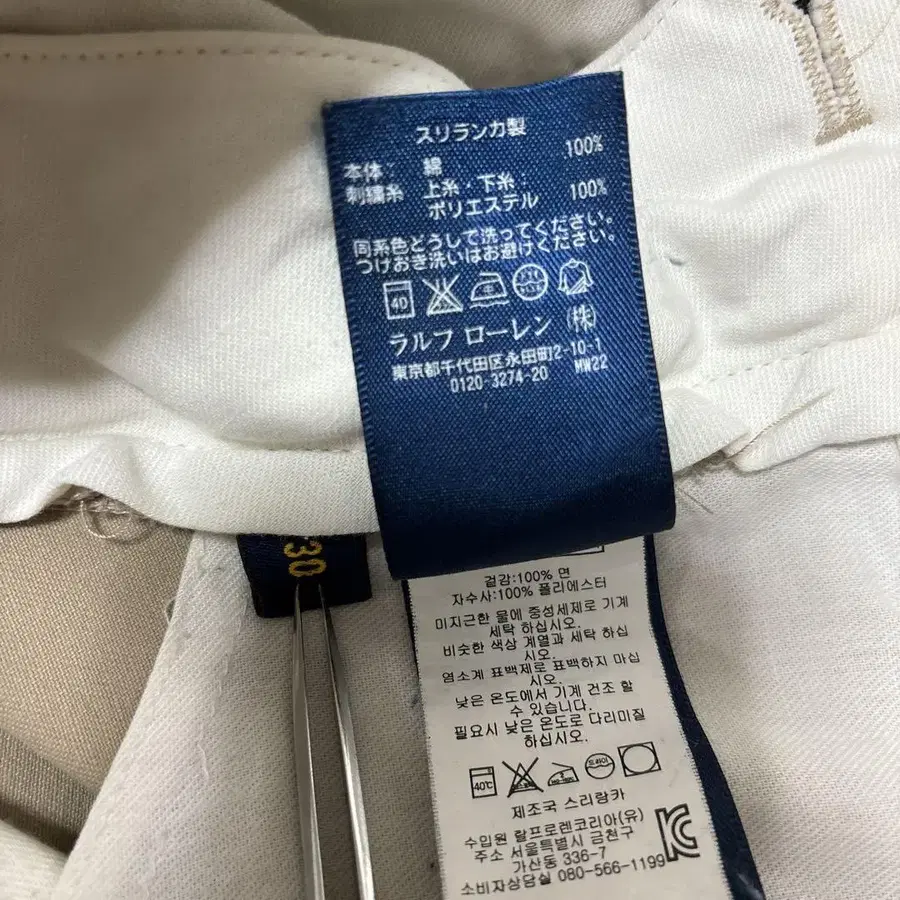 スリランカ製
本体: 綿 100%
刺繍糸 上糸・下糸: 100%
ポリエステル
同系色どうしで洗ってください。
つけおき洗いはお避けください。
40
ラルフ ローレン (株)
東京都千代田区永田町2-10-1
0120-3274-20 MW22
30
겉감:100% 면
자수사:100% 폴리에스터
미지근한 물에 중성세제로 기계
세탁 하십시오.
비슷한 색상 계열과 세탁 하십
시오.
염소계 표백제로 표백하지 마십
시오.
낮은 온도에서 기계 건조 할
수 있습니다.
필요시 낮은 온도로 다리미질
하십시오.
40℃
드라이
제조국 스리랑카
수입원 랄프로렌코리아(유)
주소 서울특별시 금천구
가산동 336-7
소비자상담실 080-566-1199